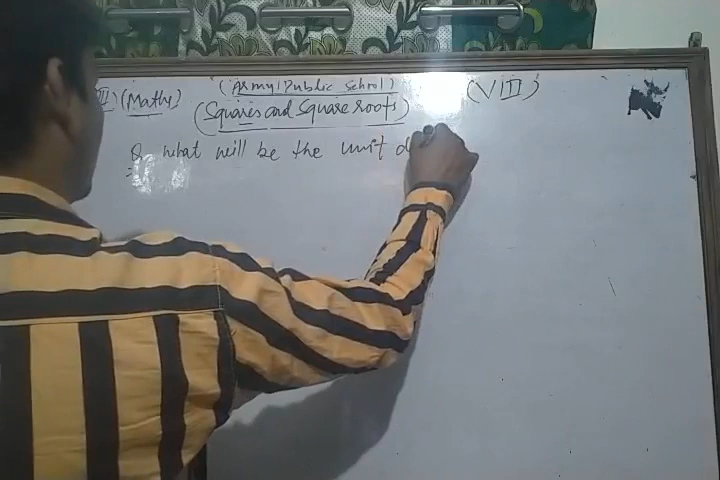 (Army Public School) (VIII)
(Maths)
(Squares and Square roots)
Q. what will be the unit d